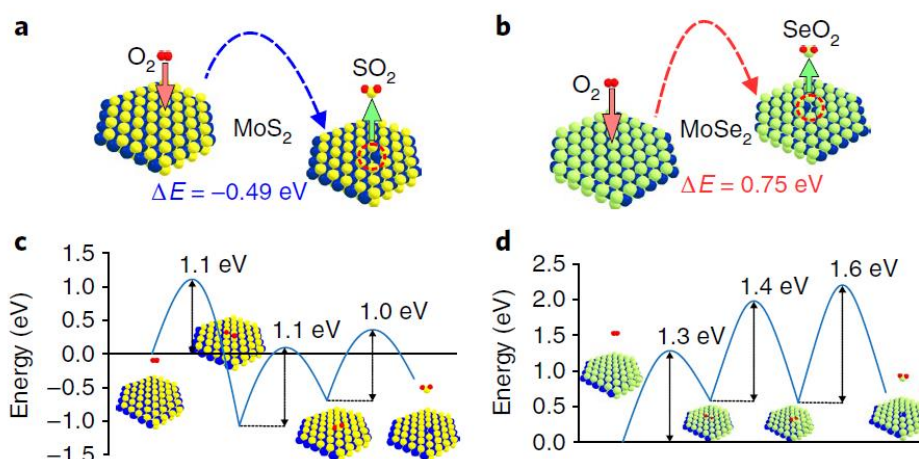 a
O2
SO2
MoS2
ΔE = −0.49 eV
b
SeO2
O2
MoSe2
ΔE = 0.75 eV
c
Energy (eV)
1.5
1.0
0.5
0.0
−0.5
−1.0
−1.5
1.1 eV
1.1 eV
1.0 eV
d
Energy (eV)
2.5
2.0
1.5
1.0
0.5
0.0
1.3 eV
1.4 eV
1.6 eV